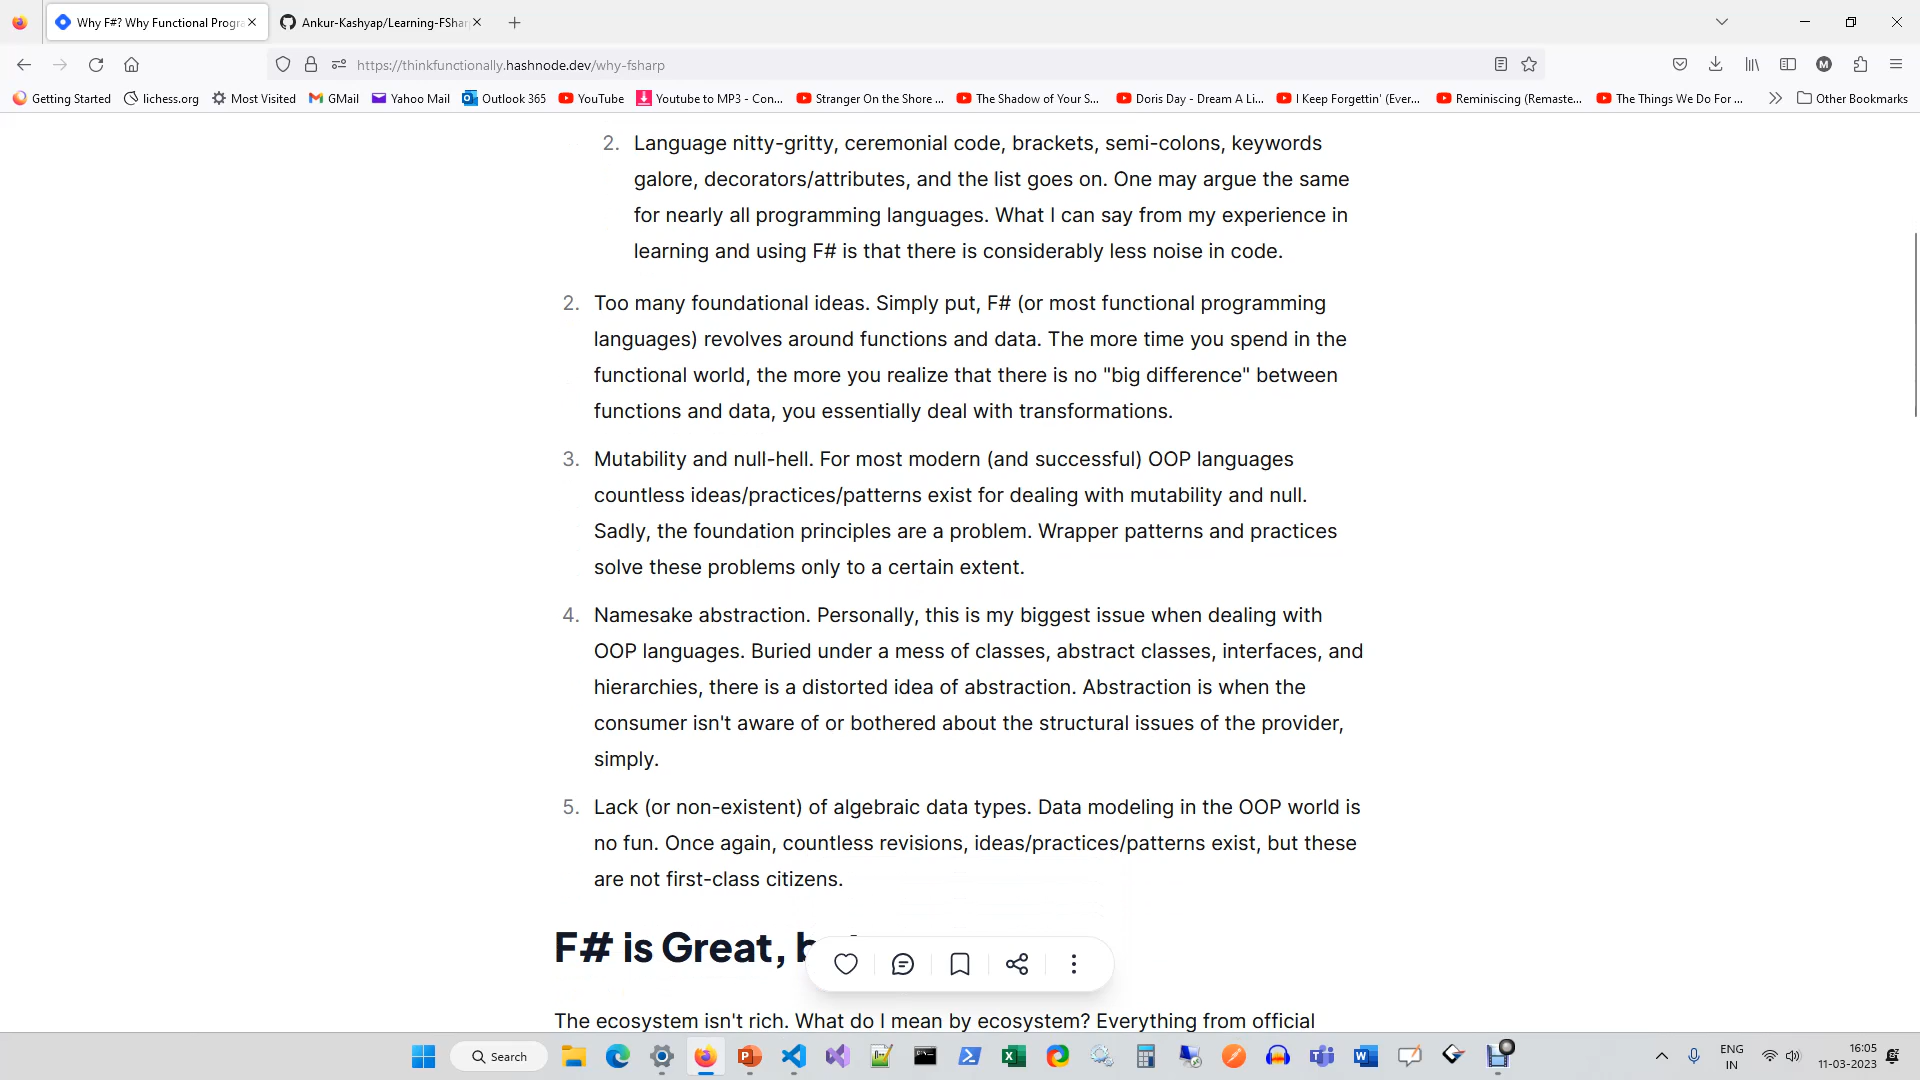 Why F#? Why Functional Progra
Ankur-Kashyap/Learning-FShar
https://thinkfunctionally.hashnode.dev/why-fsharp
Getting Started
lichess.org
Most Visited
GMail
Yahoo Mail
Outlook 365
YouTube
Youtube to MP3 - Con...
Stranger On the Shore ...
The Shadow of Your S...
Doris Day - Dream A Li...
I Keep Forgettin' (Ever...
Reminiscing (Remaste...
The Things We Do For ...
Other Bookmarks
2. Language nitty-gritty, ceremonial code, brackets, semi-colons, keywords
galore, decorators/attributes, and the list goes on. One may argue the same
for nearly all programming languages. What I can say from my experience in
learning and using F# is that there is considerably less noise in code.
2. Too many foundational ideas. Simply put, F# (or most functional programming
languages) revolves around functions and data. The more time you spend in the
functional world, the more you realize that there is no "big difference" between
functions and data, you essentially deal with transformations.
3. Mutability and null-hell. For most modern (and successful) OOP languages
countless ideas/practices/patterns exist for dealing with mutability and null.
Sadly, the foundation principles are a problem. Wrapper patterns and practices
solve these problems only to a certain extent.
4. Namesake abstraction. Personally, this is my biggest issue when dealing with
OOP languages. Buried under a mess of classes, abstract classes, interfaces, and
hierarchies, there is a distorted idea of abstraction. Abstraction is when the
consumer isn't aware of or bothered about the structural issues of the provider,
simply.
5. Lack (or non-existent) of algebraic data types. Data modeling in the OOP world is
no fun. Once again, countless revisions, ideas/practices/patterns exist, but these
are not first-class citizens.
F# is Great,
The ecosystem isn't rich. What do I mean by ecosystem? Everything from official
Search
ENG
IN
16:05
11-03-2023